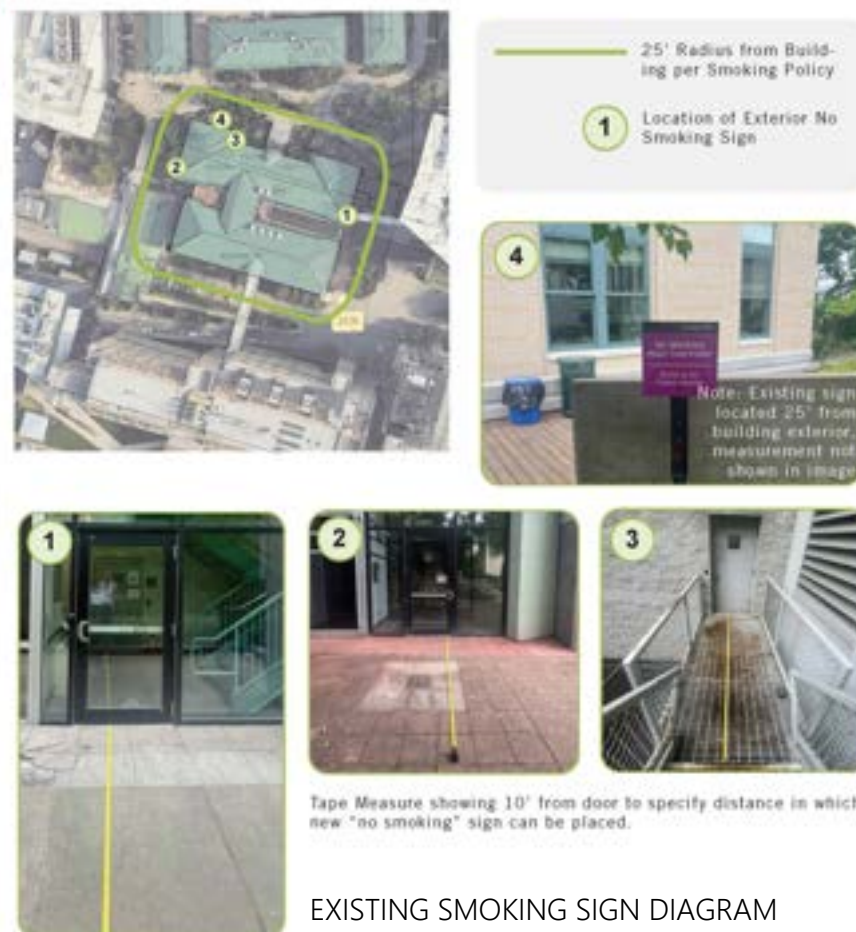 25' Radius from Build-
ing per Smoking Policy
1
Location of Exterior No
Smoking Sign
4
3
2
1
4
Note: Existing sign
located 25' from
building exterior,
measurement not
shown in image
1
2
3
Tape Measure showing 10' from door to specify distance in which
new "no smoking" sign can be placed.
EXISTING SMOKING SIGN DIAGRAM